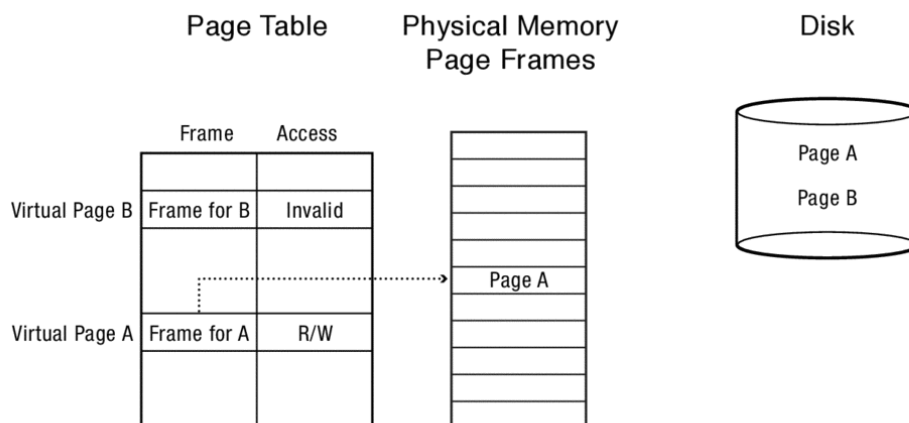 Page Table
Physical Memory
Page Frames
Disk
Frame
Access
Virtual Page B
Frame for B
Invalid
Page A
Page B
Page A
Virtual Page A
Frame for A
R/W